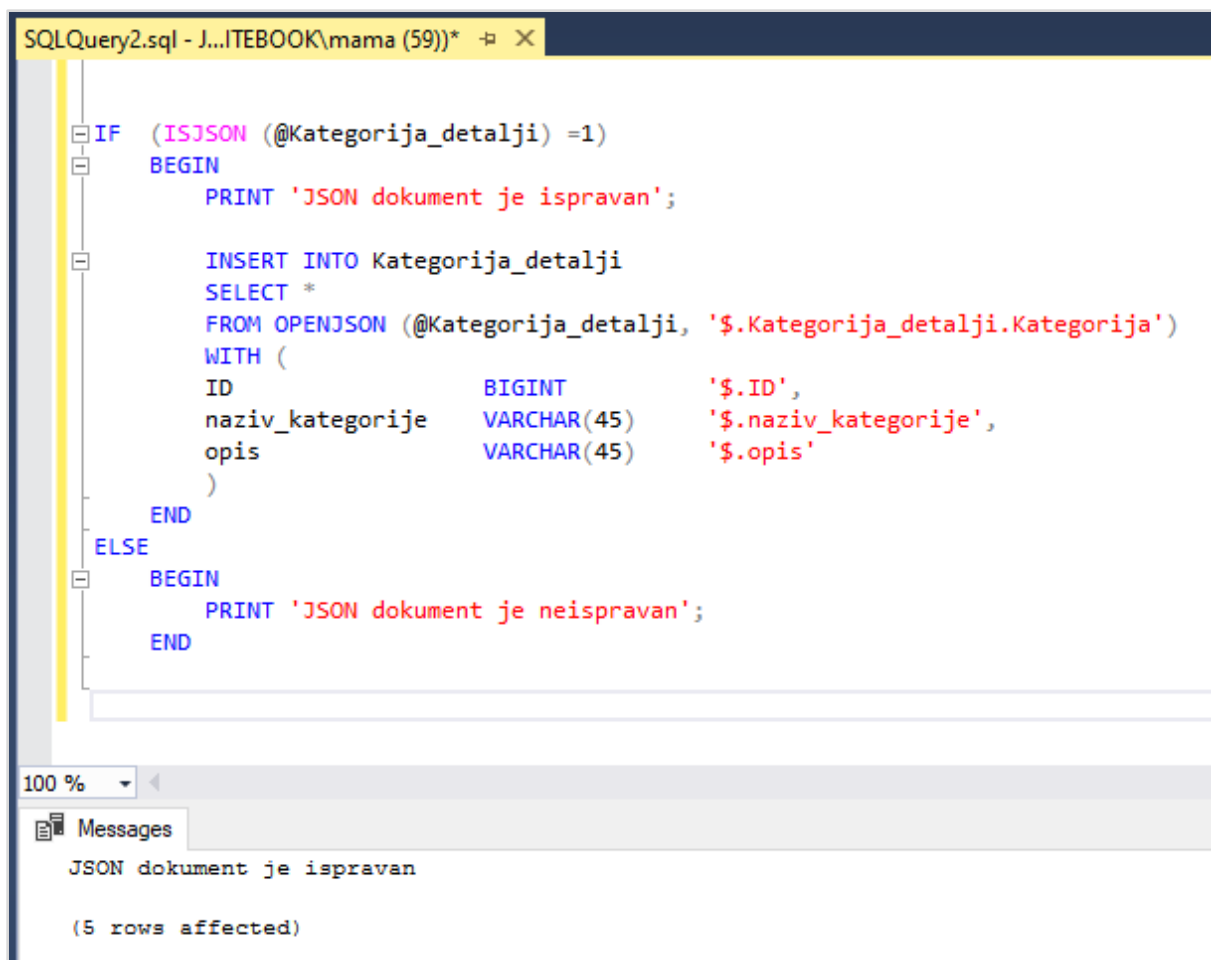 SQLQuery2.sql - J...ITEBOOK\mama (59))*
IF (ISJSON (@Kategorija_detalji) =1)
BEGIN
PRINT 'JSON dokument je ispravan';
INSERT INTO Kategorija_detalji
SELECT *
FROM OPENJSON (@Kategorija_detalji, '$.Kategorija_detalji.Kategorija')
WITH (
ID BIGINT '$.ID',
naziv_kategorije VARCHAR(45) '$.naziv_kategorije',
opis VARCHAR(45) '$.opis'
)
END
ELSE
BEGIN
PRINT 'JSON dokument je neispravan';
END
100 %
Messages
JSON dokument je ispravan
(5 rows affected)